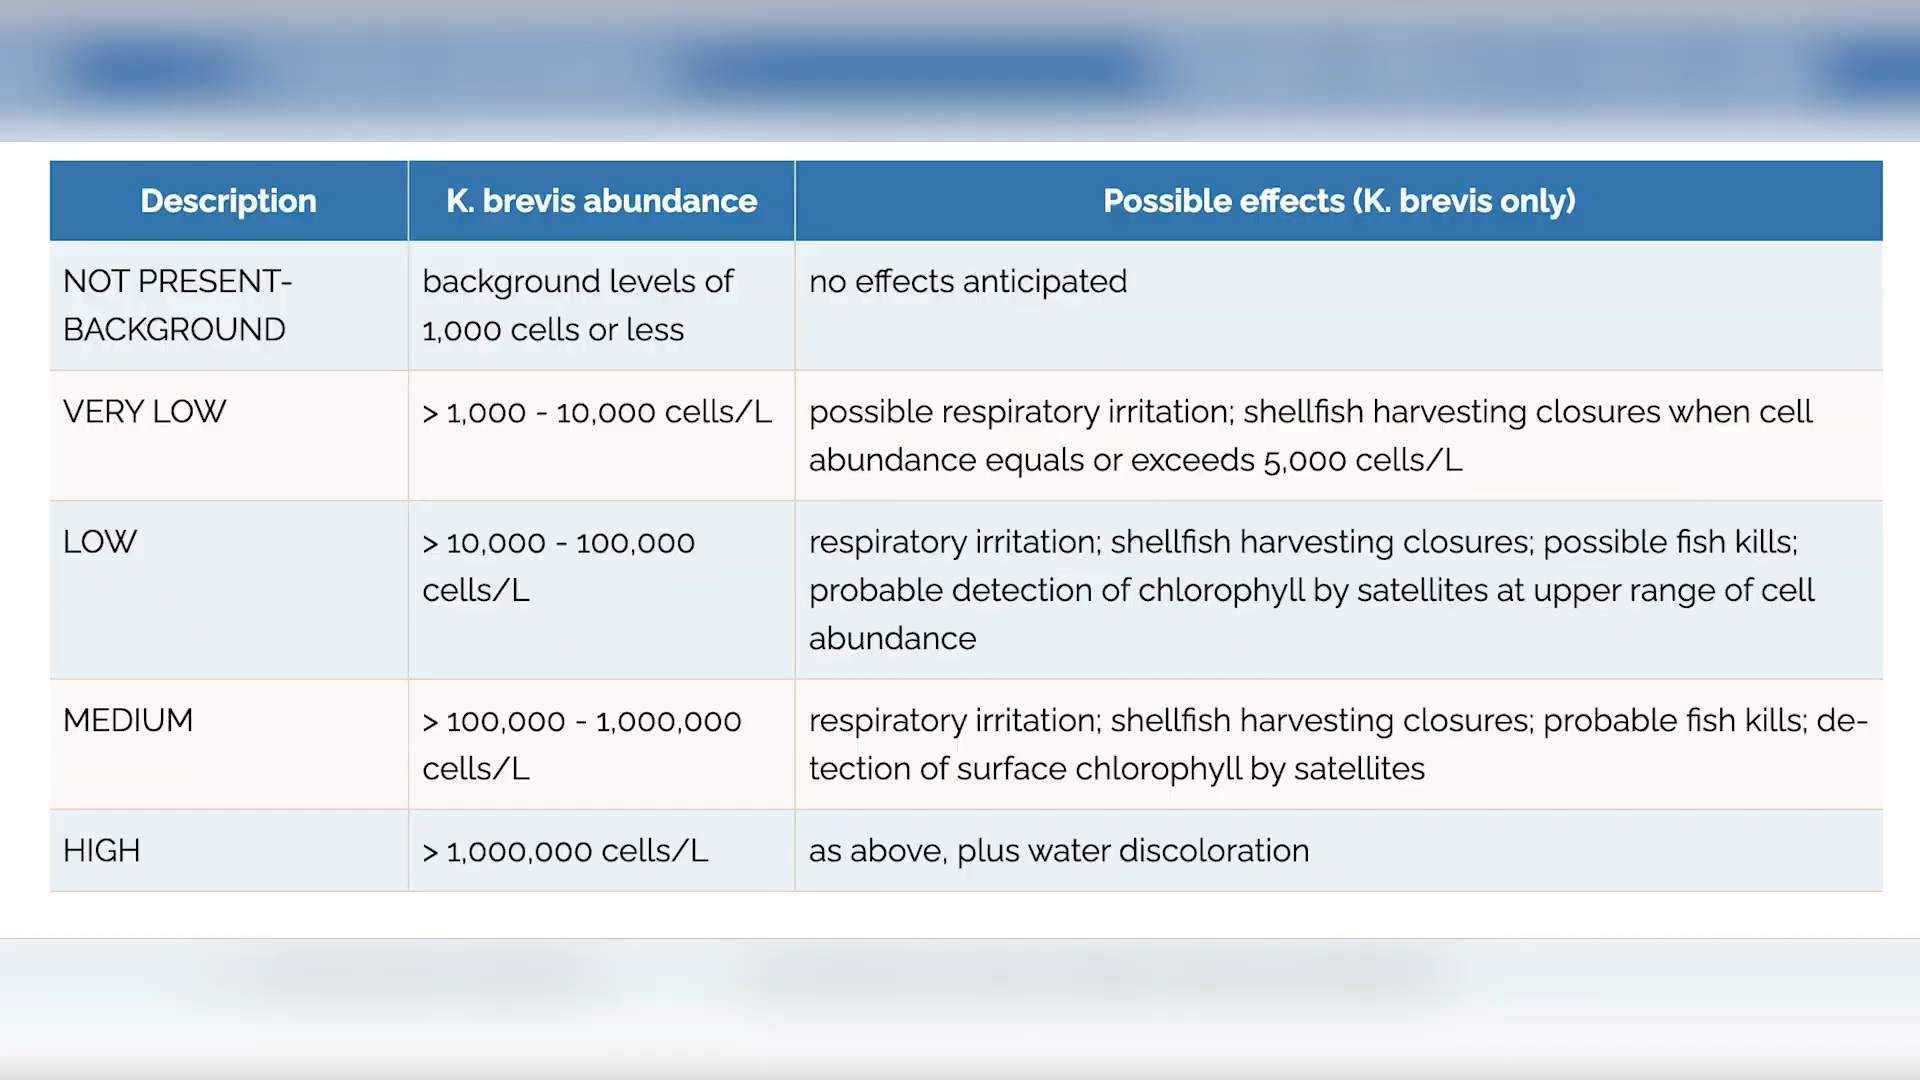 Description K. brevis abundance Possible effects (K. brevis only)
NOT PRESENT-
BACKGROUND
background levels of
1,000 cells or less
no effects anticipated
VERY LOW
> 1,000 - 10,000 cells/L
possible respiratory irritation; shellfish harvesting closures when cell
abundance equals or exceeds 5,000 cells/L
LOW
> 10,000 - 100,000
cells/L
respiratory irritation; shellfish harvesting closures; possible fish kills;
probable detection of chlorophyll by satellites at upper range of cell
abundance
MEDIUM
> 100,000 - 1,000,000
cells/L
respiratory irritation; shellfish harvesting closures; probable fish kills; de-
tection of surface chlorophyll by satellites
HIGH
> 1,000,000 cells/L
as above, plus water discoloration